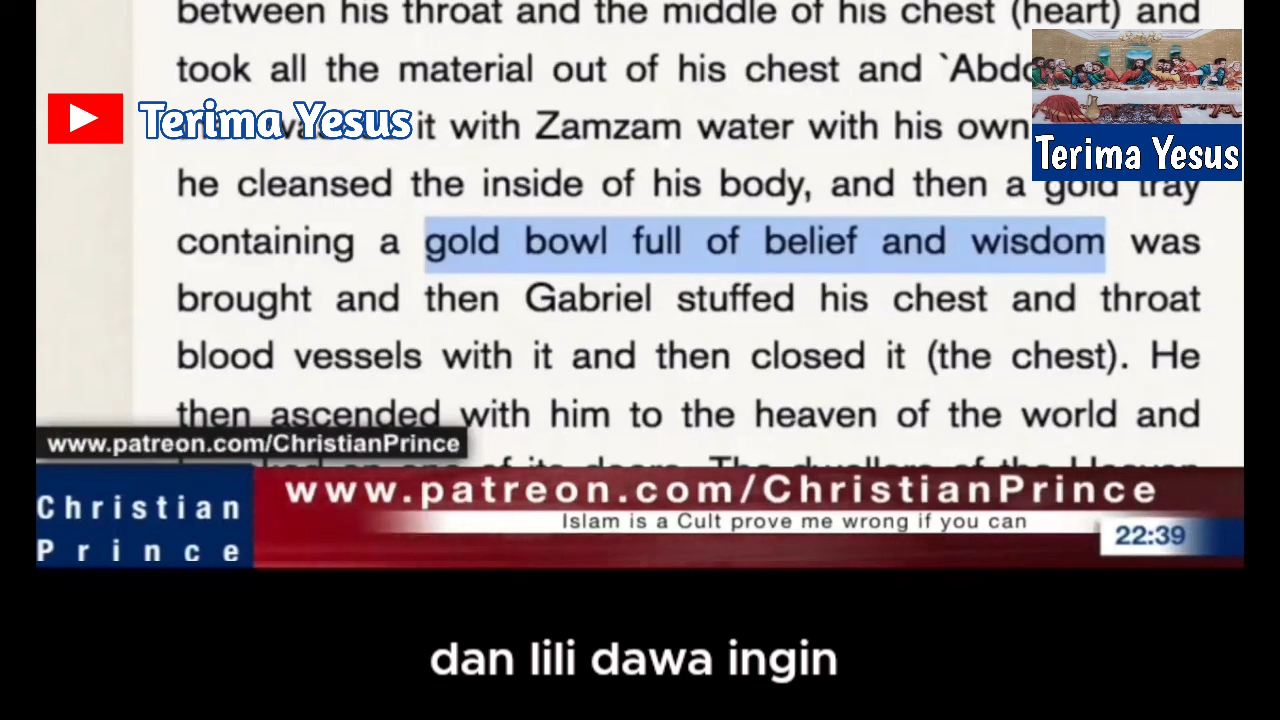 between his throat and the middle of his chest (heart) and
took all the material out of his chest and
it with Zamzam water with his own
he cleansed the inside of his body, and then a gold tray
containing a gold bowl full of belief and wisdom was
brought and then Gabriel stuffed his chest and throat
blood vessels with it and then closed it (the chest). He
then ascended with him to the heaven of the world and
Terima Yesus
Terima Yesus
www.patreon.com/ChristianPrince
Christian
Prince
www.patreon.com/ChristianPrince
Islam is a Cult prove me wrong if you can
22:39
dan lili dawa ingin